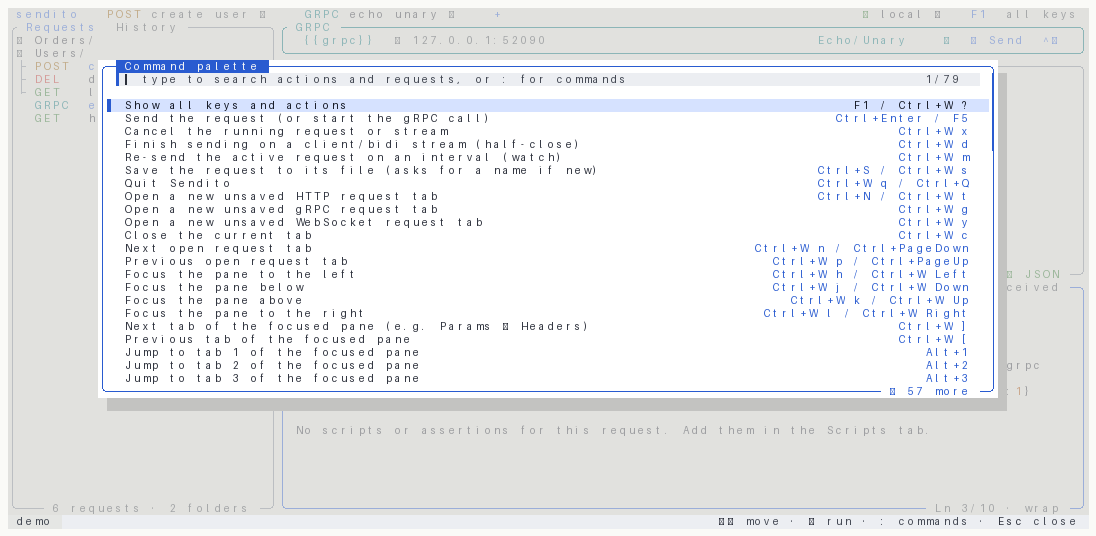 sendito POST create user GRPC echo unary + local F1 all keys
Requests History GRPC
Orders/ {{grpc}} 127.0.0.1:52090 Echo/Unary Send ^
Users/
POST c
DEL d
GET l
GRPC e
GET h
Command palette
type to search actions and requests, or : for commands 1/79
Show all keys and actions F1 / Ctrl+W ?
Send the request (or start the gRPC call) Ctrl+Enter / F5
Cancel the running request or stream Ctrl+W x
Finish sending on a client/bidi stream (half-close) Ctrl+W d
Re-send the active request on an interval (watch) Ctrl+W m
Save the request to its file (asks for a name if new) Ctrl+S / Ctrl+W s
Quit Sendito Ctrl+W q / Ctrl+Q
Open a new unsaved HTTP request tab Ctrl+N / Ctrl+W t
Open a new unsaved gRPC request tab Ctrl+W g
Open a new unsaved WebSocket request tab Ctrl+W y
Close the current tab Ctrl+W c
Next open request tab Ctrl+W n / Ctrl+PageDown
Previous open request tab Ctrl+W p / Ctrl+PageUp
Focus the pane to the left Ctrl+W h / Ctrl+W Left
Focus the pane below Ctrl+W j / Ctrl+W Down
Focus the pane above Ctrl+W k / Ctrl+W Up
Focus the pane to the right Ctrl+W l / Ctrl+W Right
Next tab of the focused pane (e.g. Params Headers) Ctrl+W ]
Previous tab of the focused pane Ctrl+W [
Jump to tab 1 of the focused pane Alt+1
Jump to tab 2 of the focused pane Alt+2
Jump to tab 3 of the focused pane Alt+3
57 more
JSON
ceived
grpc
:1}
No scripts or assertions for this request. Add them in the Scripts tab.
6 requests · 2 folders Ln 3/10 · wrap
demo move · run · : commands · Esc close